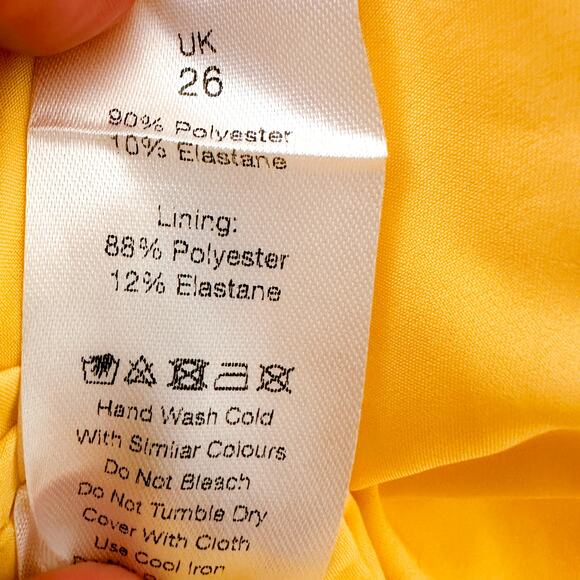 UK
26
90% Polyester
10% Elastane
Lining:
88% Polyester
12% Elastane
Hand Wash Cold
With Similar Colours
Do Not Bleach
Do Not Tumble Dry
Cover With Cloth
Use Cool Iron